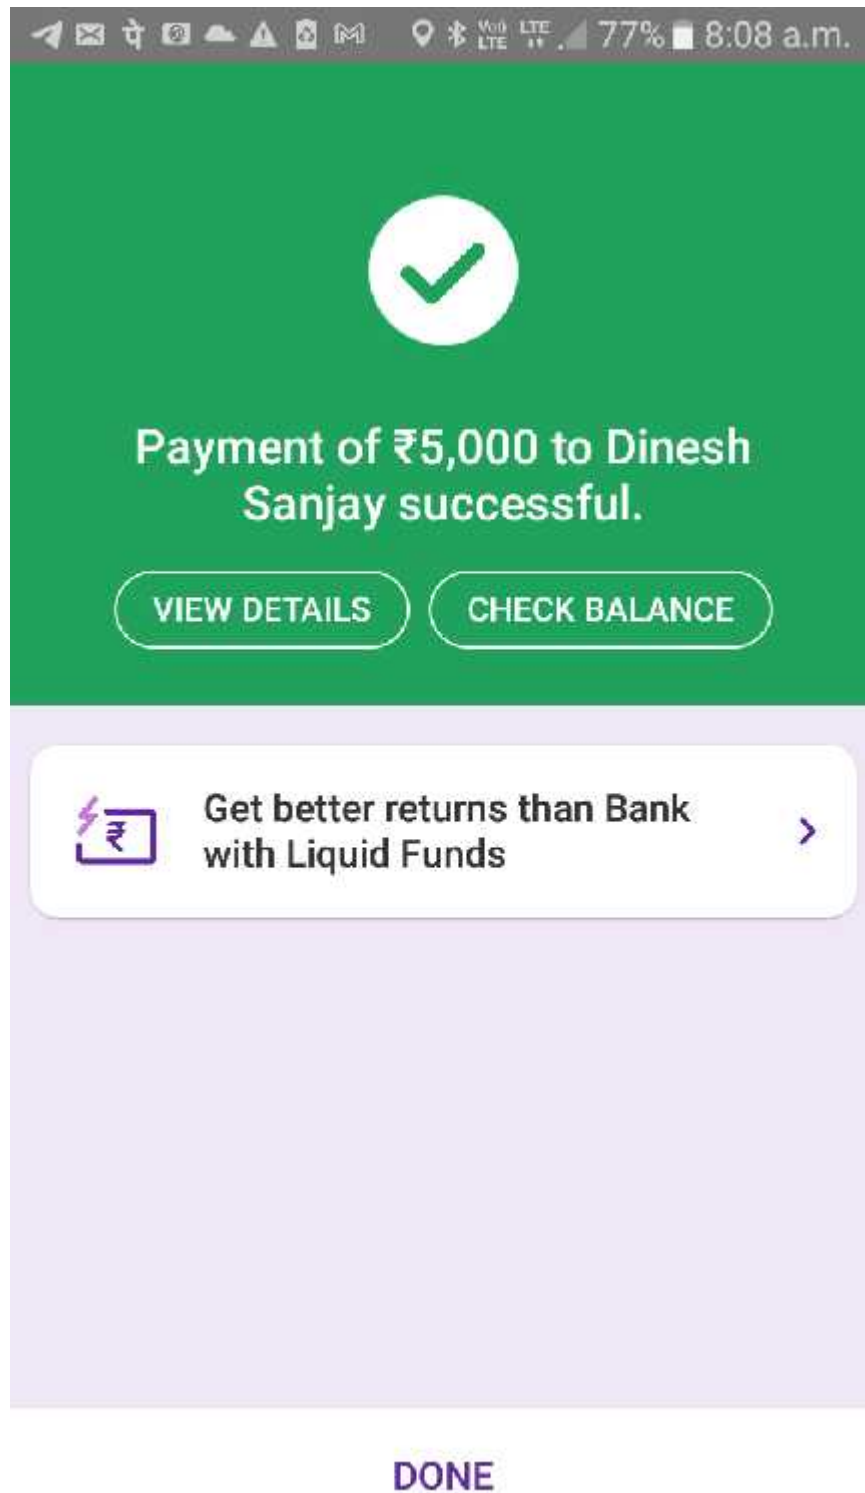 पे 77% 8:08 a.m.
Payment of ₹5,000 to Dinesh
Sanjay successful.
VIEW DETAILS CHECK BALANCE
₹ Get better returns than Bank
with Liquid Funds
DONE